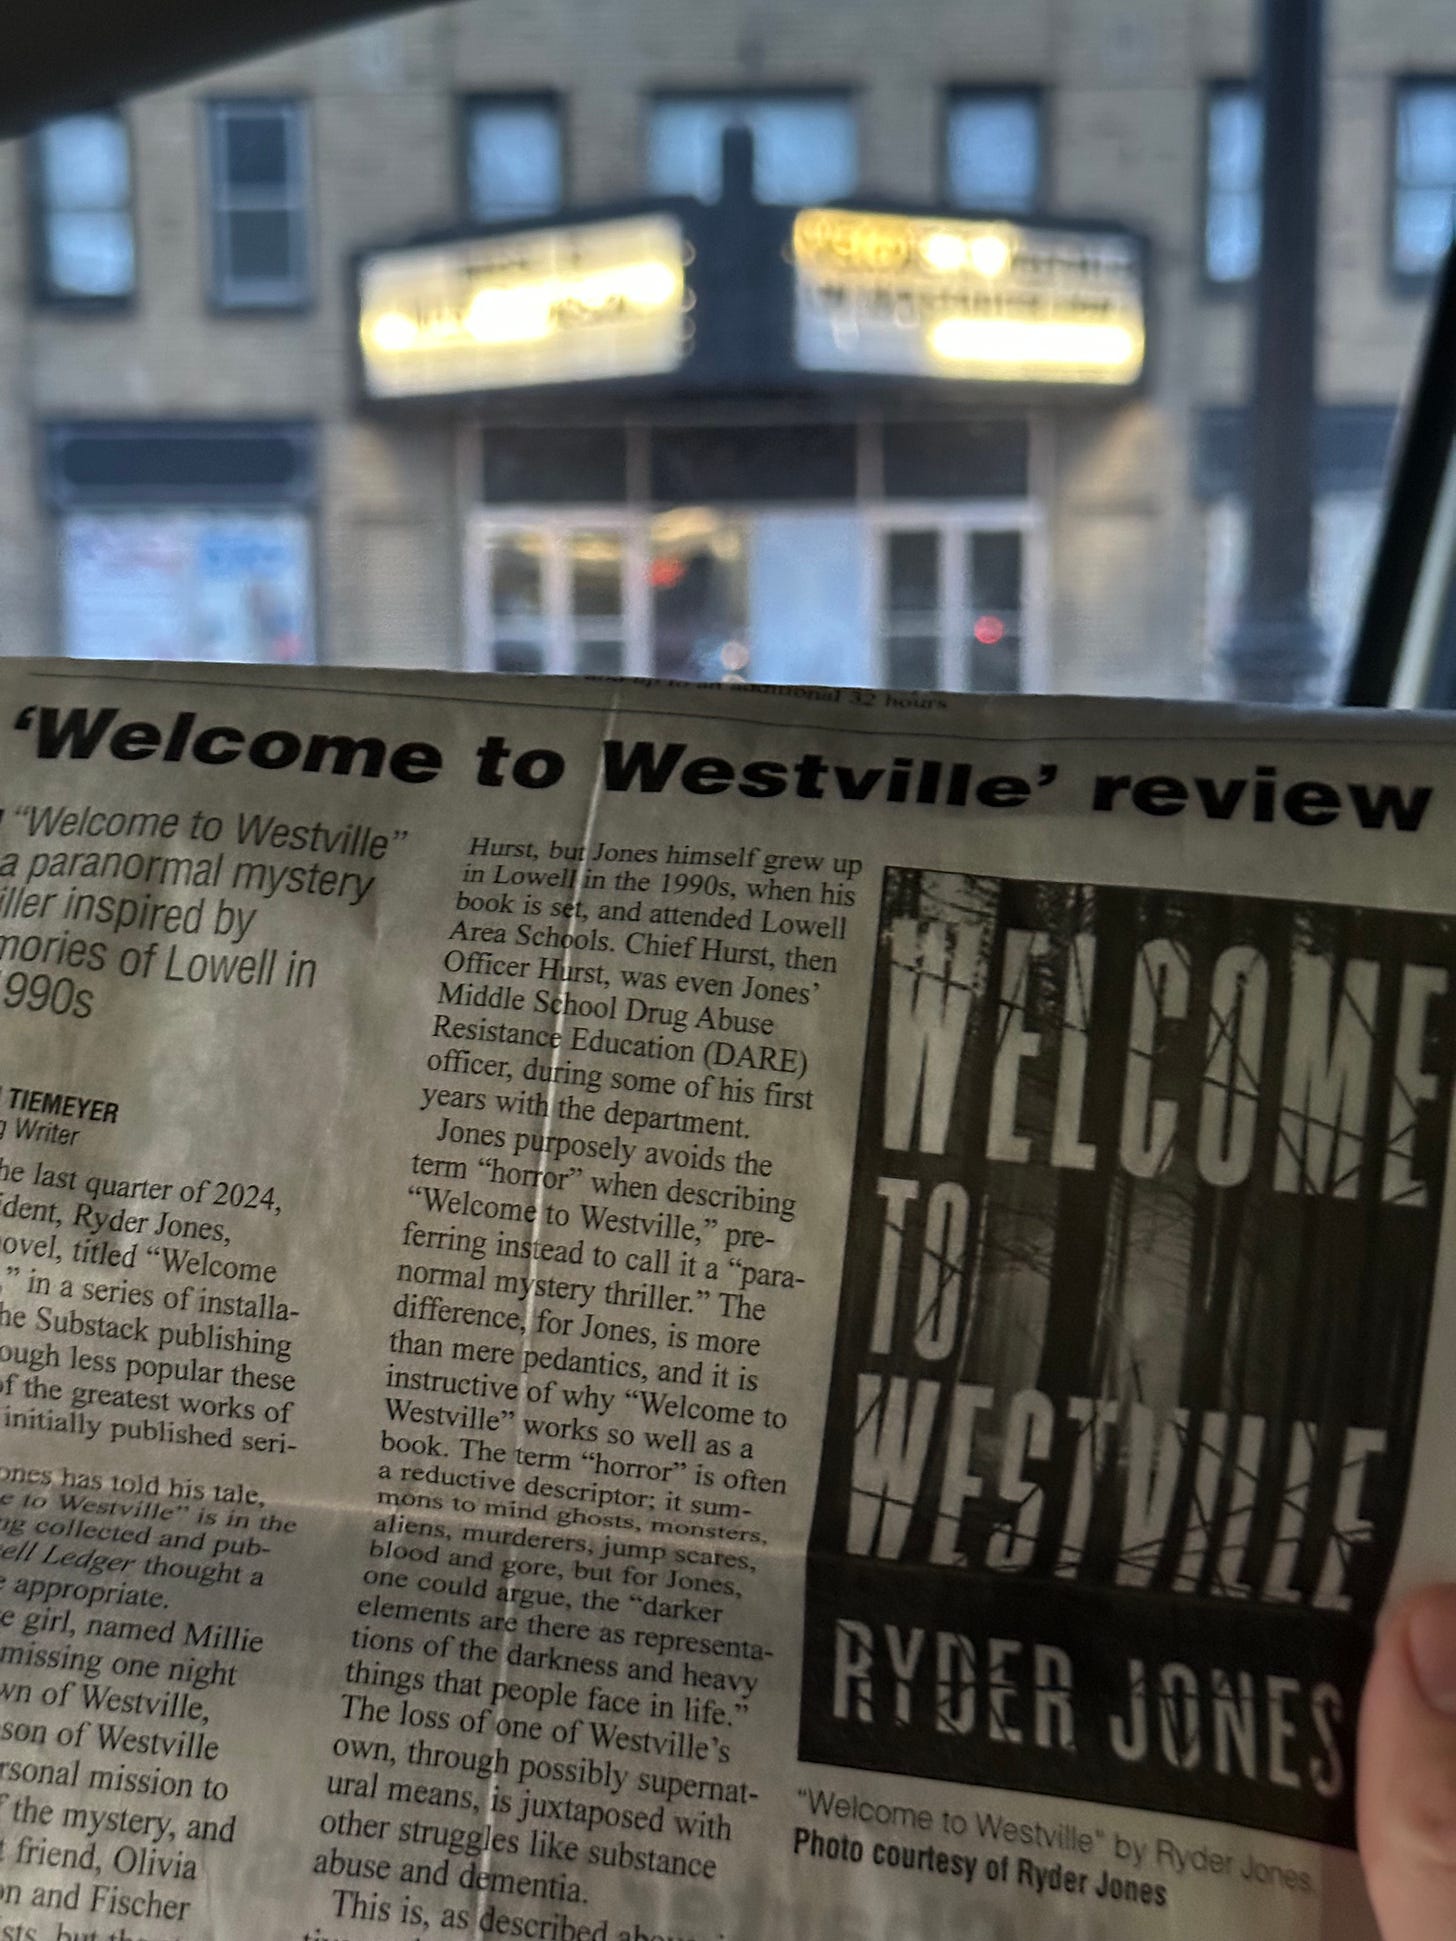 additional 32 hours
‘Welcome to Westville’ review
“Welcome to Westville”
a paranormal mystery
iller inspired by
mories of Lowell in
990s
TIEMEYER
g Writer
he last quarter of 2024,
ident, Ryder Jones,
ovel, titled “Welcome
,” in a series of installa-
he Substack publishing
ough less popular these
of the greatest works of
initially published seri-
ones has told his tale,
e to Westville” is in the
ng collected and pub-
ell Ledger thought a
e appropriate.
e girl, named Millie
missing one night
wn of Westville,
son of Westville
rsonal mission to
f the mystery, and
t friend, Olivia
on and Fischer
Hurst, but Jones himself grew up
in Lowell in the 1990s, when his
book is set, and attended Lowell
Area Schools. Chief Hurst, then
Officer Hurst, was even Jones’
Middle School Drug Abuse
Resistance Education (DARE)
officer, during some of his first
years with the department.
Jones purposely avoids the
term “horror” when describing
“Welcome to Westville,” pre-
ferring instead to call it a “para-
normal mystery thriller.” The
difference, for Jones, is more
than mere pedantics, and it is
instructive of why “Welcome to
Westville” works so well as a
book. The term “horror” is often
a reductive descriptor; it sum-
mons to mind ghosts, monsters,
aliens, murderers, jump scares,
blood and gore, but for Jones,
one could argue, the “darker
elements are there as representa-
tions of the darkness and heavy
things that people face in life.”
The loss of one of Westville’s
own, through possibly supernat-
ural means, is juxtaposed with
other struggles like substance
abuse and dementia.
This is, as described
WELCOME
TO
WESTVILLE
RYDER JONES
“Welcome to Westville” by Ryder Jones.
Photo courtesy of Ryder Jones